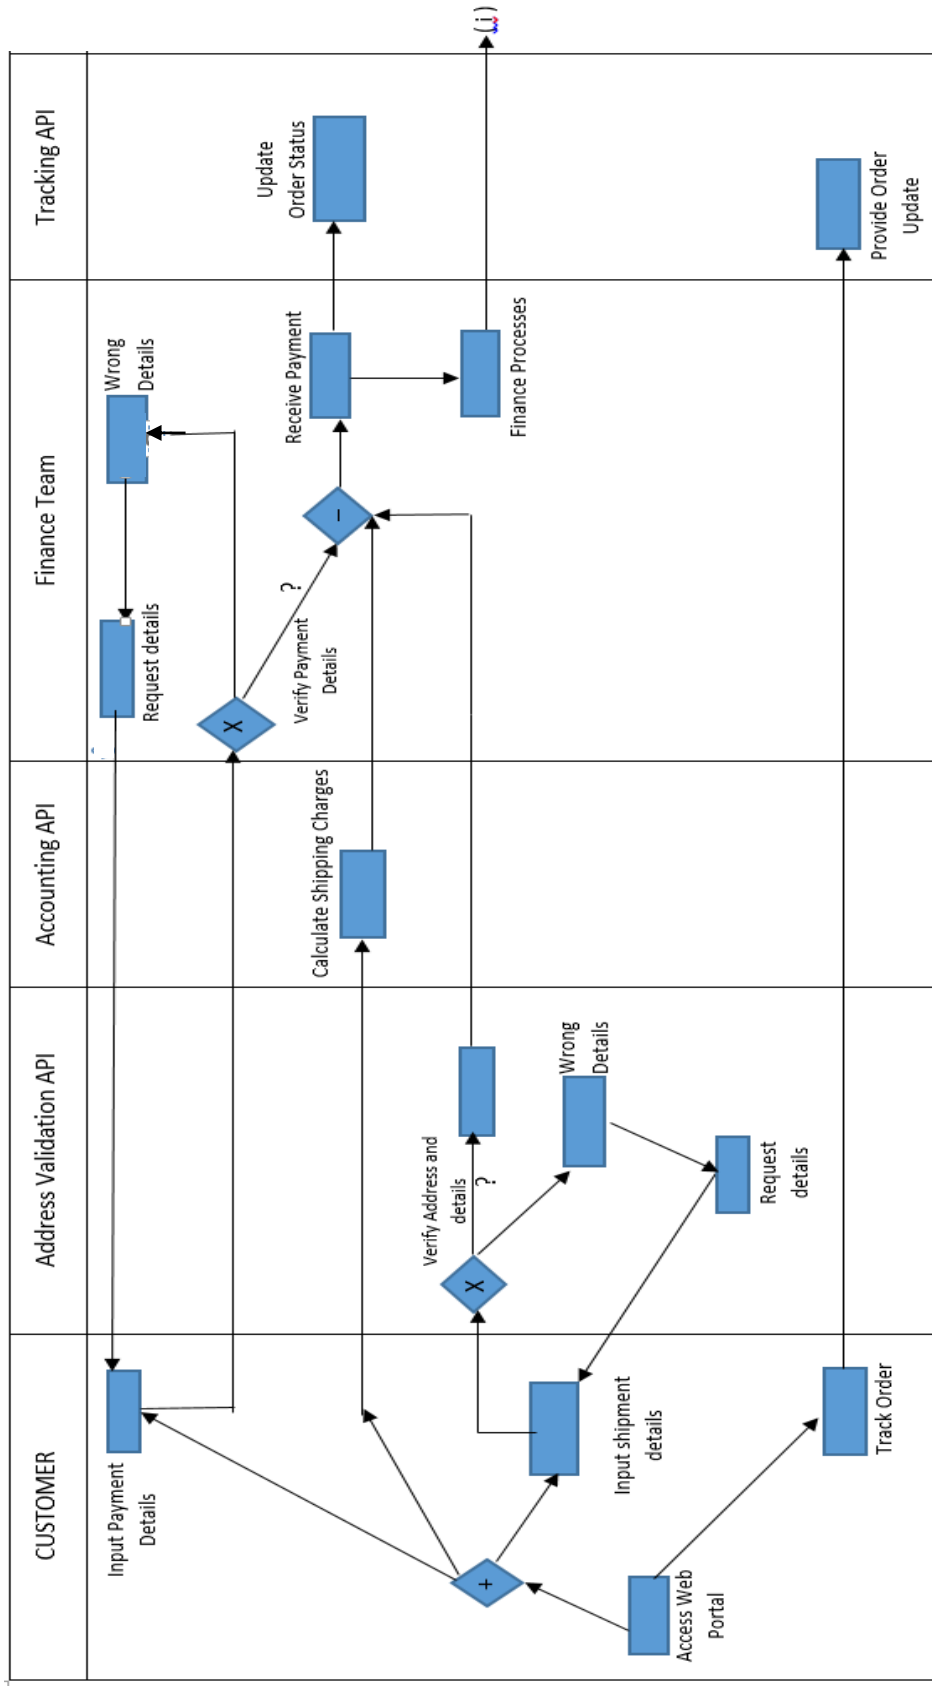 CUSTOMER
Address Validation API
Accounting API
Finance Team
Tracking API
Input Payment
Details
Request details
Wrong
Details
X
Verify Payment
Details
?
Update
Order Status
Receive Payment
–
Calculate Shipping Charges
Finance Processes
( i )
+
Verify Address and
details
?
X
Wrong
Details
Input shipment
details
Request
details
Access Web
Portal
Track Order
Provide Order
Update